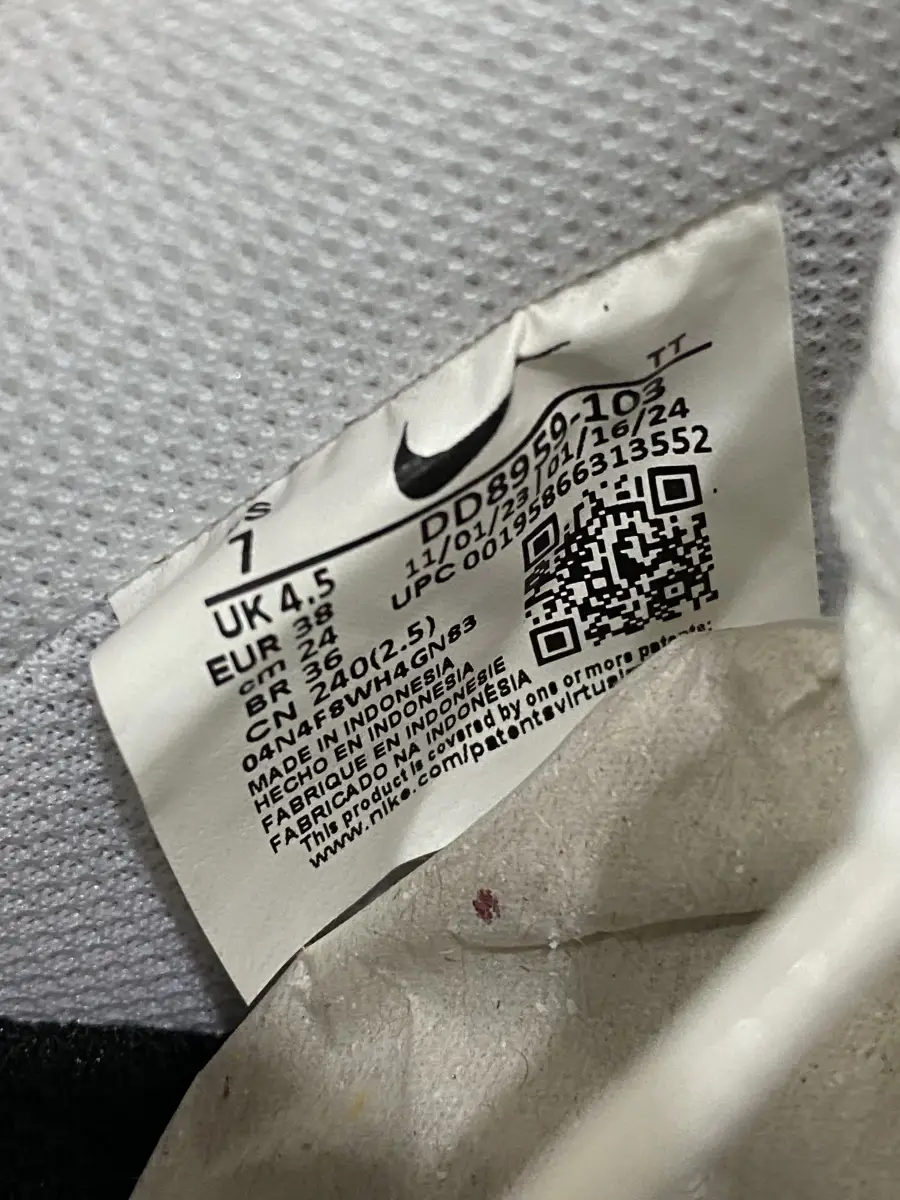 TT
S
7
DD8959-103
11/01/23 01/16/24
UPC 00195866313552
UK 4.5
EUR 38
cm 24
BR 36
CN 240(2.5)
04N4F8WH4GN83
MADE IN INDONESIA
HECHO EN INDONESIA
FABRIQUE EN INDONESIE
FABRICADO NA INDONÉSIA
This product is covered by one or more patents:
www.nike.com/patents